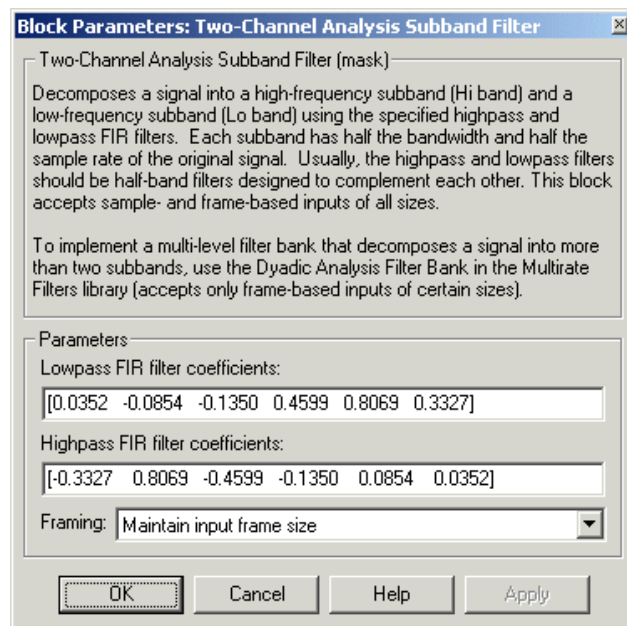 Block Parameters: Two-Channel Analysis Subband Filter
Two-Channel Analysis Subband Filter (mask)
Decomposes a signal into a high-frequency subband (Hi band) and a
low-frequency subband (Lo band) using the specified highpass and
lowpass FIR filters. Each subband has half the bandwidth and half the
sample rate of the original signal. Usually, the highpass and lowpass filters
should be half-band filters designed to complement each other. This block
accepts sample- and frame-based inputs of all sizes.
To implement a multi-level filter bank that decomposes a signal into more
than two subbands, use the Dyadic Analysis Filter Bank in the Multirate
Filters library (accepts only frame-based inputs of certain sizes).
Parameters
Lowpass FIR filter coefficients:
[0.0352 -0.0854 -0.1350 0.4599 0.8069 0.3327]
Highpass FIR filter coefficients:
[-0.3327 0.8069 -0.4599 -0.1350 0.0854 0.0352]
Framing: Maintain input frame size
OK Cancel Help Apply